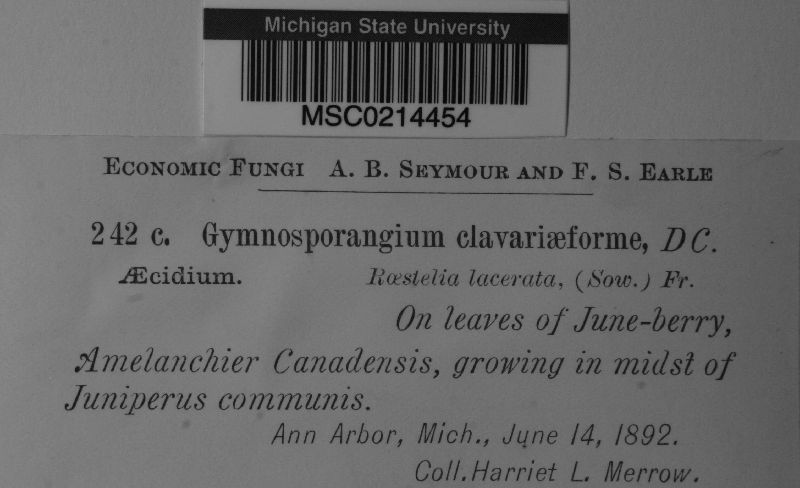 Michigan State University
MSC0214454
Economic Fungi A. B. Seymour and F. S. Earle
242 c. Gymnosporangium clavariæforme, DC.
Æcidium. Rœstelia lacerata, (Sow.) Fr.
On leaves of June-berry,
Amelanchier Canadensis, growing in midst of
Juniperus communis.
Ann Arbor, Mich., June 14, 1892.
Coll. Harriet L. Merrow.